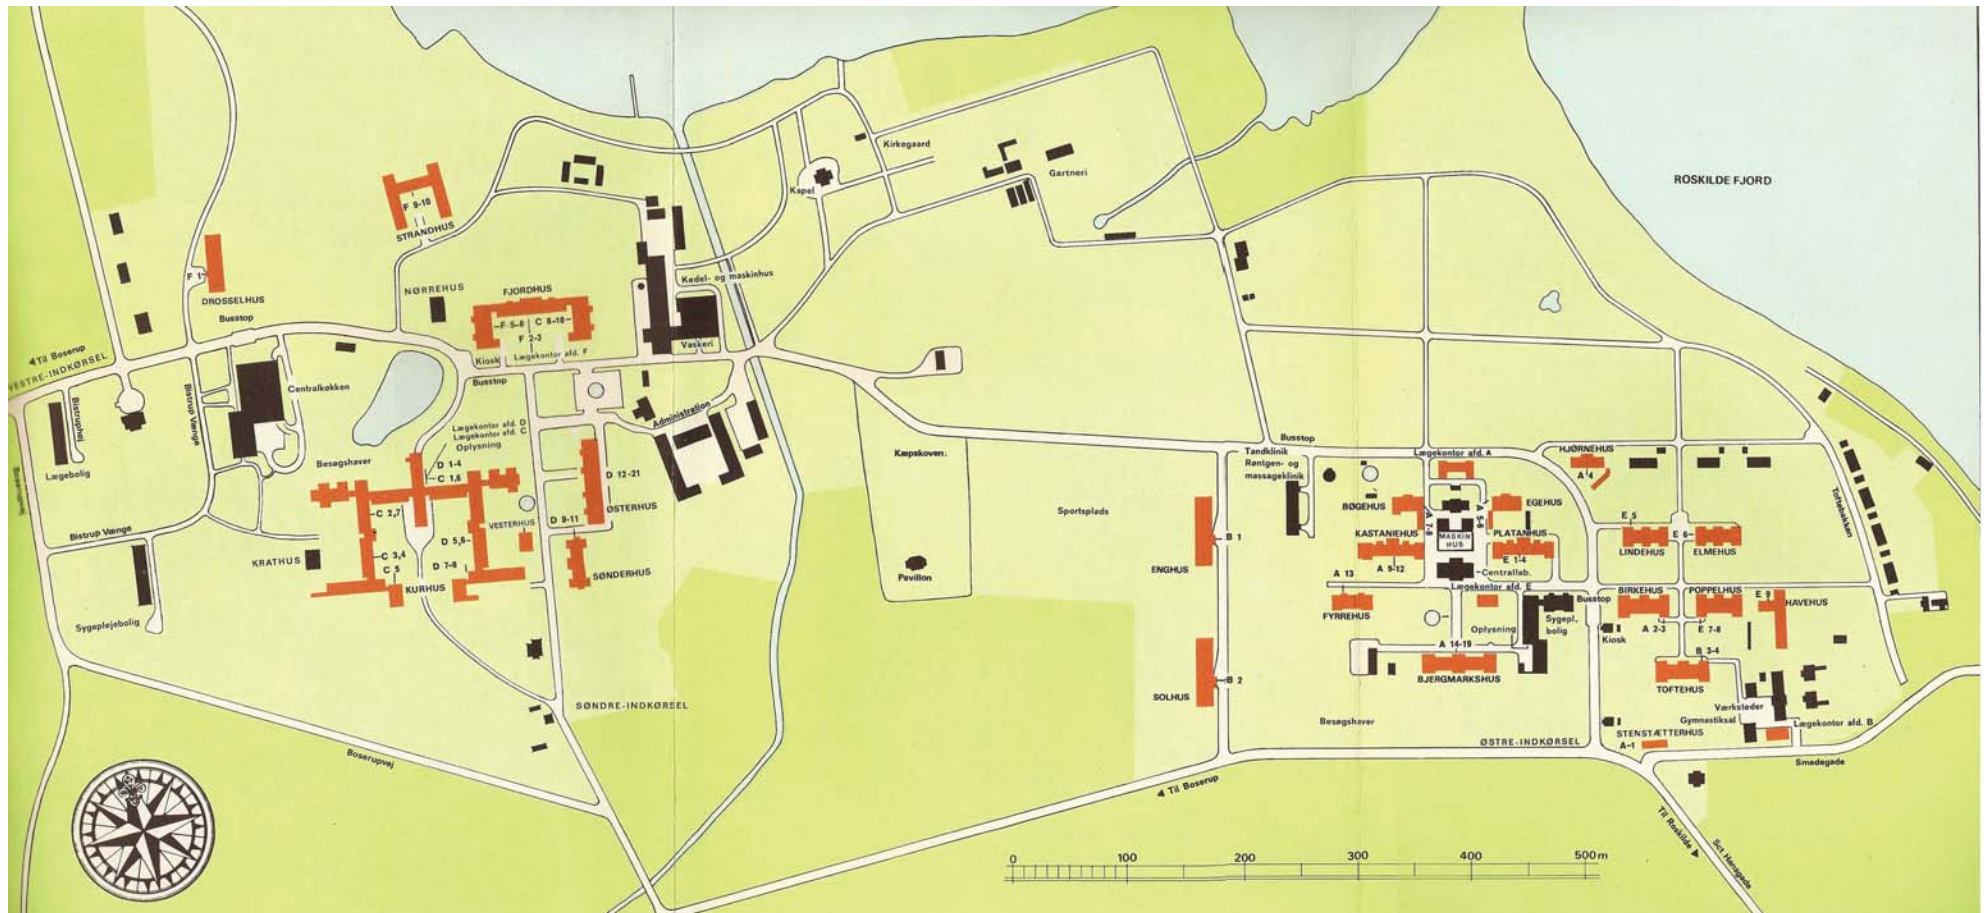 ROSKILDE FJORD
Kirkegaard
Gartneri
Kapel
F 9-10
STRANDHUS
F 1
DROSSELHUS
Busstop
NØRREHUS
FJORDHUS
F 5-8
C 8-10
F 2-3
Lægekontor afd. F
Kiosk
Busstop
Kedel- og maskinhus
Vaskeri
Til Boserup
VESTRE-INDKØRSEL
Bistruphøj
Bistrup Vænge
Centralkøkken
Lægebolig
Administration
Lægekontor afd. D
Lægekontor afd. C
Oplysning
Besøgshaver
D 1-4
C 1,6
D 12-21
ØSTERHUS
C 2,7
VESTERHUS
D 9-11
D 5,6
C 3,4
C 5
D 7-8
KURHUS
SØNDERHUS
KRATHUS
Bistrup Vænge
Sygeplejebolig
SØNDRE-INDKØRSEL
Boserupvej
Kæpskoven.
Pavillon
Sportsplads
Busstop
Tandklinik
Røntgen- og
massageklinik
Lægekontor afd. A
HJØRNEHUS
A 4
BØGEHUS
A 7-8
A 5-6
EGEHUS
KASTANIEHUS
MASKIN
HUS
PLATANHUS
A 9-12
E 1-4
Centrallab.
Lægekontor afd. E
B 1
ENGHUS
A 13
FYRREHUS
E 5
LINDEHUS
E 6
ELMEHUS
Toftebakken
Busstop
BIRKEHUS
POPPELHUS
E 9
HAVEHUS
A 2-3
E 7-8
Kiosk
Oplysning
Sygepl.
bolig
A 14-19
BJERGMARKSHUS
B 3-4
TOFTEHUS
B 2
SOLHUS
Besøgshaver
Værksteder
Gymnastiksal
Lægekontor afd. B
STENSTÆTTERHUS
A-1
ØSTRE-INDKØRSEL
Smedegade
Til Boserup
Til Roskilde
Sct. Hansgade
0 100 200 300 400 500 m